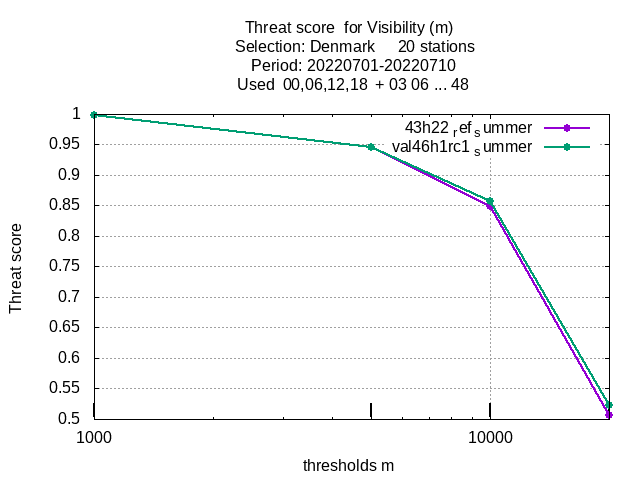 Threat score for Visibility (m)
Selection: Denmark 20 stations
Period: 20220701-20220710
Used 00,06,12,18 + 03 06 ... 48
43h22 refsummer
val46h1rc1 summer
1
0.95
0.9
0.85
0.8
0.75
0.7
0.65
0.6
0.55
0.5
Threat score
1000 10000
thresholds m